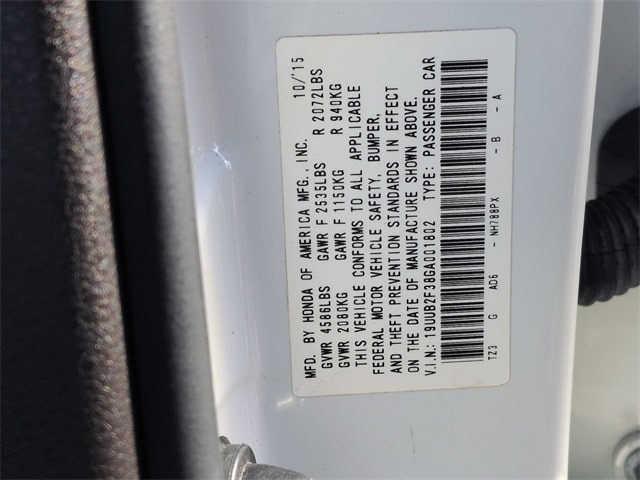 MFD. BY HONDA OF AMERICA MFG., INC. 10/'15
GVWR 4586LBS GAWR F 2535LBS R 2072LBS
GVWR 2080KG GAWR F 1150KG R 940KG
THIS VEHICLE CONFORMS TO ALL APPLICABLE
FEDERAL MOTOR VEHICLE SAFETY, BUMPER,
AND THEFT PREVENTION STANDARDS IN EFFECT
ON THE DATE OF MANUFACTURE SHOWN ABOVE.
V.I.N.: 19UUB2F38GA001802 TYPE: PASSENGER CAR
TZ3 G AD6 - NH788PX - B - A